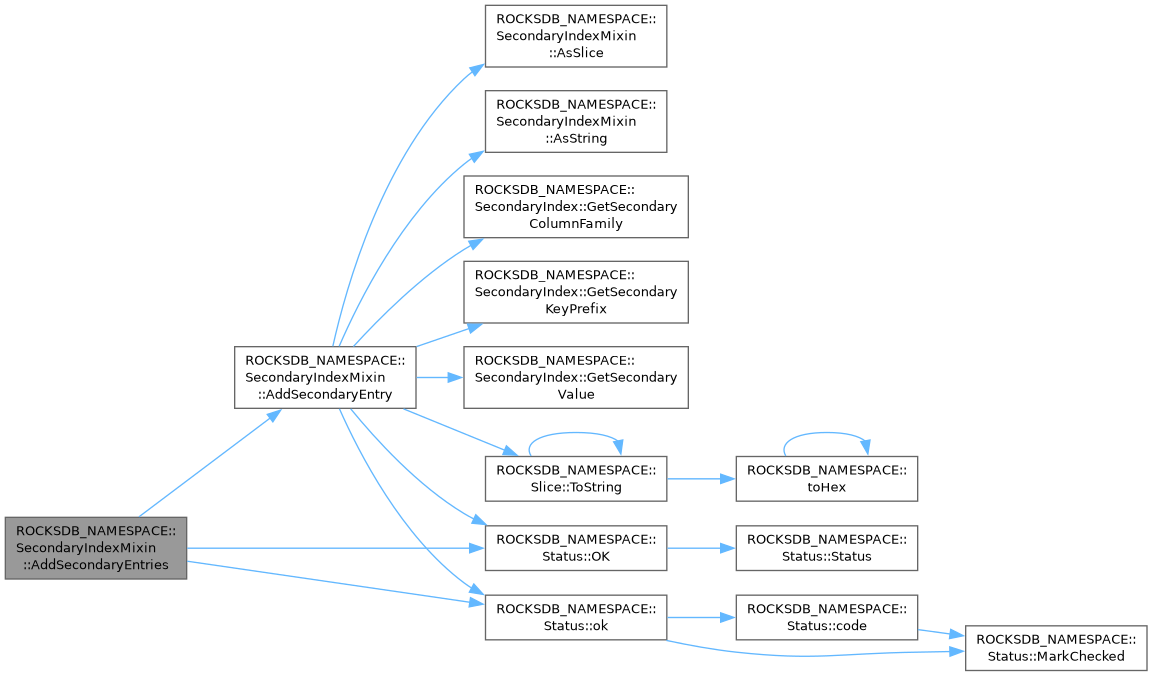 ROCKSDB_NAMESPACE::
SecondaryIndexMixin
::AsSlice
ROCKSDB_NAMESPACE::
SecondaryIndexMixin
::AsString
ROCKSDB_NAMESPACE::
SecondaryIndex::GetSecondary
ColumnFamily
ROCKSDB_NAMESPACE::
SecondaryIndex::GetSecondary
KeyPrefix
ROCKSDB_NAMESPACE::
SecondaryIndexMixin
::AddSecondaryEntry
ROCKSDB_NAMESPACE::
SecondaryIndex::GetSecondary
Value
ROCKSDB_NAMESPACE::
Slice::ToString
ROCKSDB_NAMESPACE::
toHex
ROCKSDB_NAMESPACE::
SecondaryIndexMixin
::AddSecondaryEntries
ROCKSDB_NAMESPACE::
Status::OK
ROCKSDB_NAMESPACE::
Status::Status
ROCKSDB_NAMESPACE::
Status::ok
ROCKSDB_NAMESPACE::
Status::code
ROCKSDB_NAMESPACE::
Status::MarkChecked